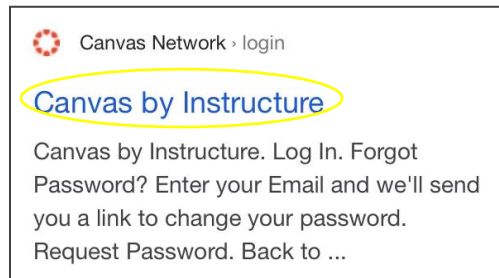 Canvas Network › login
Canvas by Instructure
Canvas by Instructure. Log In. Forgot
Password? Enter your Email and we'll send
you a link to change your password.
Request Password. Back to ...